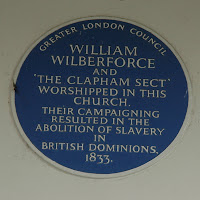 GREATER LONDON COUNCIL
WILLIAM
WILBERFORCE
AND
'THE CLAPHAM SECT'
WORSHIPPED IN THIS
CHURCH.
THEIR CAMPAIGNING
RESULTED IN THE
ABOLITION OF SLAVERY
IN
BRITISH DOMINIONS,
1833.